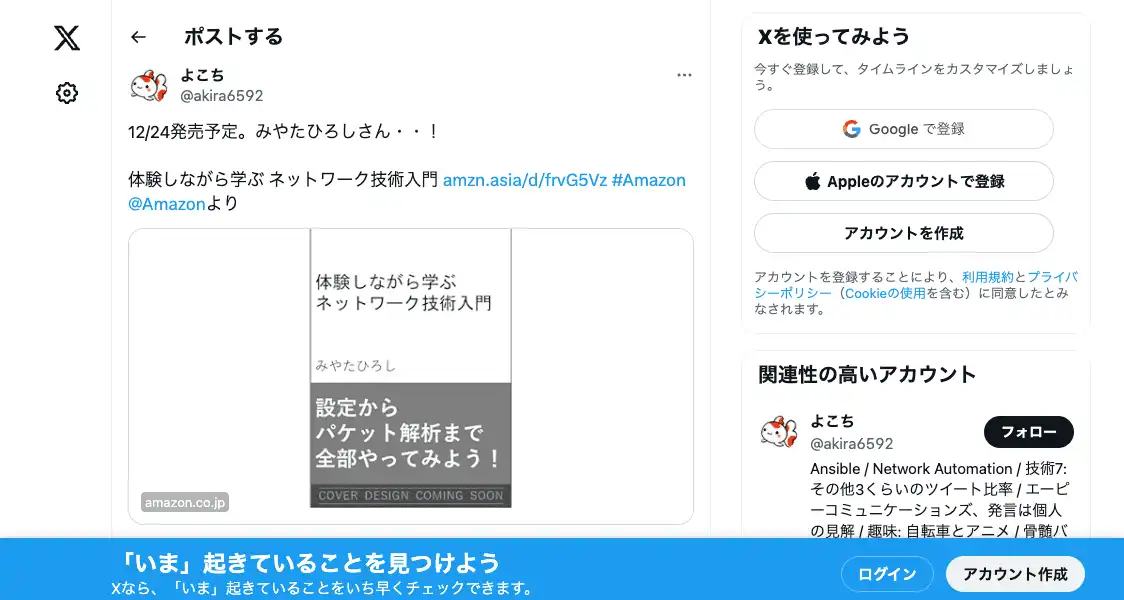 ポストする
よこち
@akira6592
12/24発売予定。みやたひろしさん・・！
体験しながら学ぶ ネットワーク技術入門 amzn.asia/d/frvG5Vz #Amazon
@Amazonより
体験しながら学ぶ
ネットワーク技術入門
みやたひろし
設定から
パケット解析まで
全部やってみよう！
COVER DESIGN COMING SOON
amazon.co.jp
Xを使ってみよう
今すぐ登録して、タイムラインをカスタマイズしましょ
う。
Google で登録
Appleのアカウントで登録
アカウントを作成
アカウントを登録することにより、利用規約とプライバ
シーポリシー（Cookieの使用を含む）に同意したとみ
なされます。
関連性の高いアカウント
よこち
@akira6592
フォロー
Ansible / Network Automation / 技術7:
その他3くらいのツイート比率 / エーピ
ーコミュニケーションズ、発言は個人
の見解 / 趣味: 自転車とアニメ / 骨髄バ
「いま」起きていることを見つけよう
Xなら、「いま」起きていることをいち早くチェックできます。
ログイン
アカウント作成